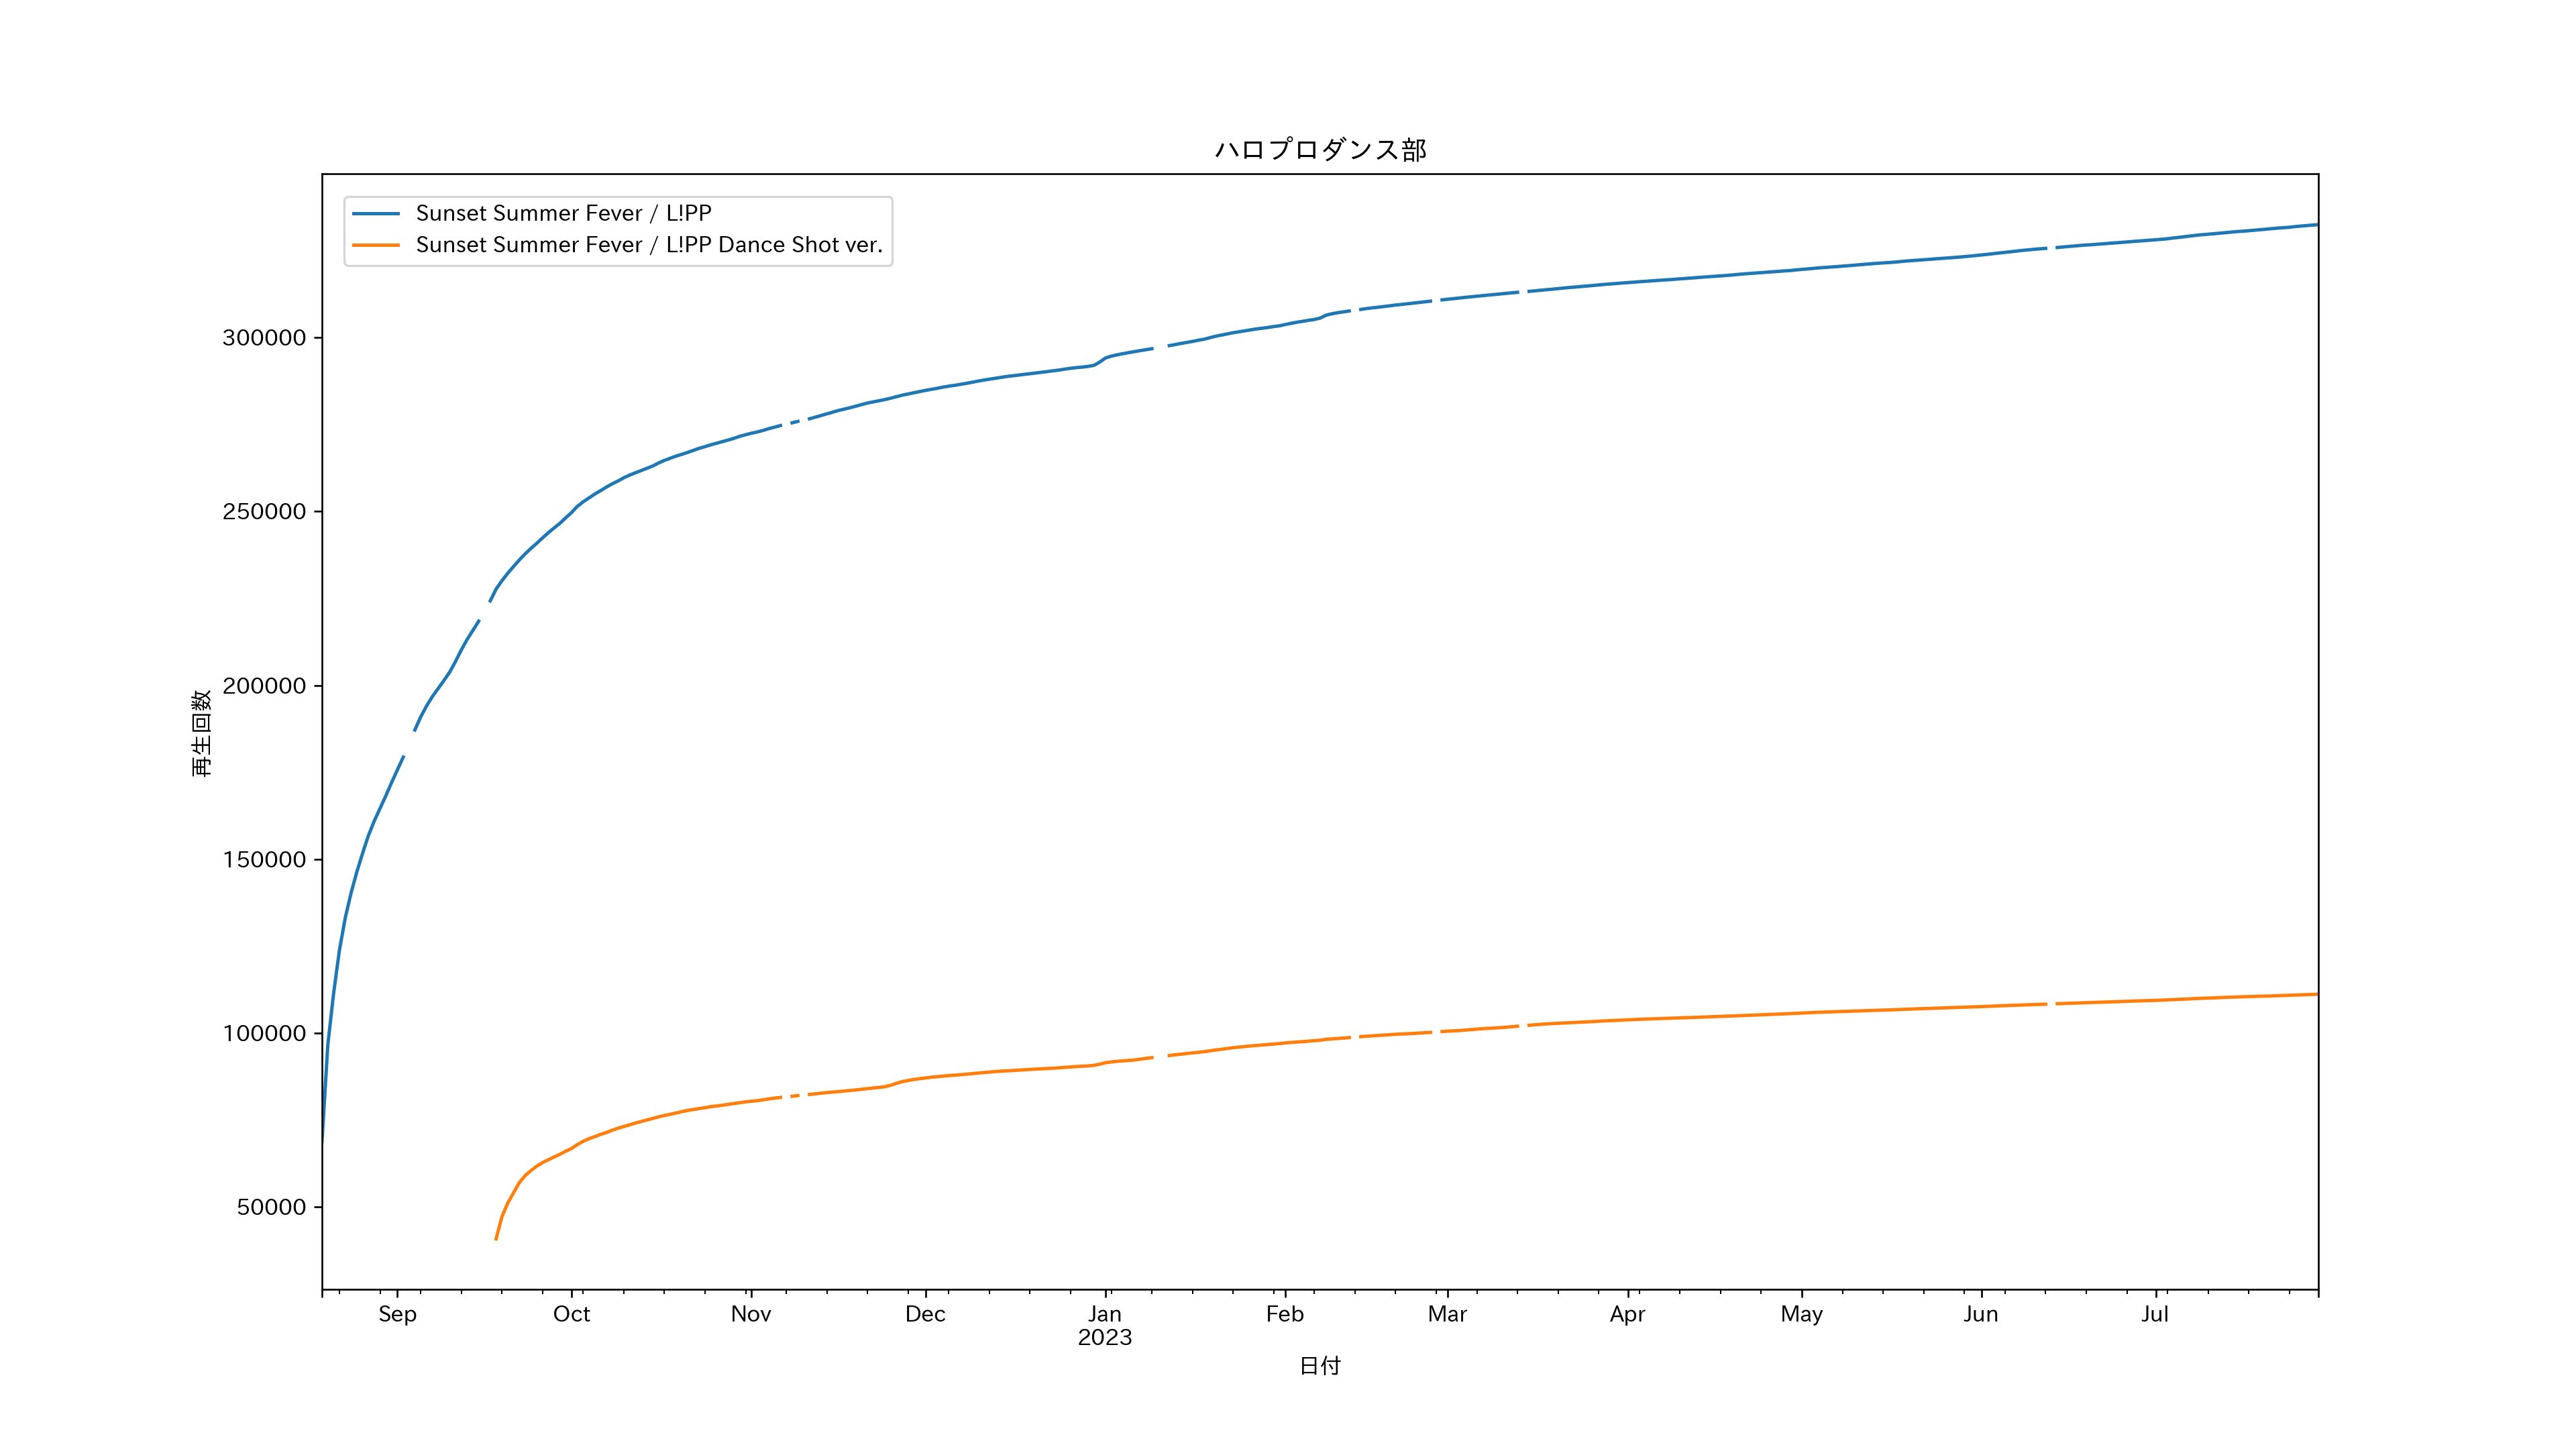 ハロプロダンス部
Sunset Summer Fever / L!PP
Sunset Summer Fever / L!PP Dance Shot ver.
300000
250000
200000
150000
100000
50000
再生回数
Sep Oct Nov Dec Jan Feb Mar Apr May Jun Jul
2023
日付